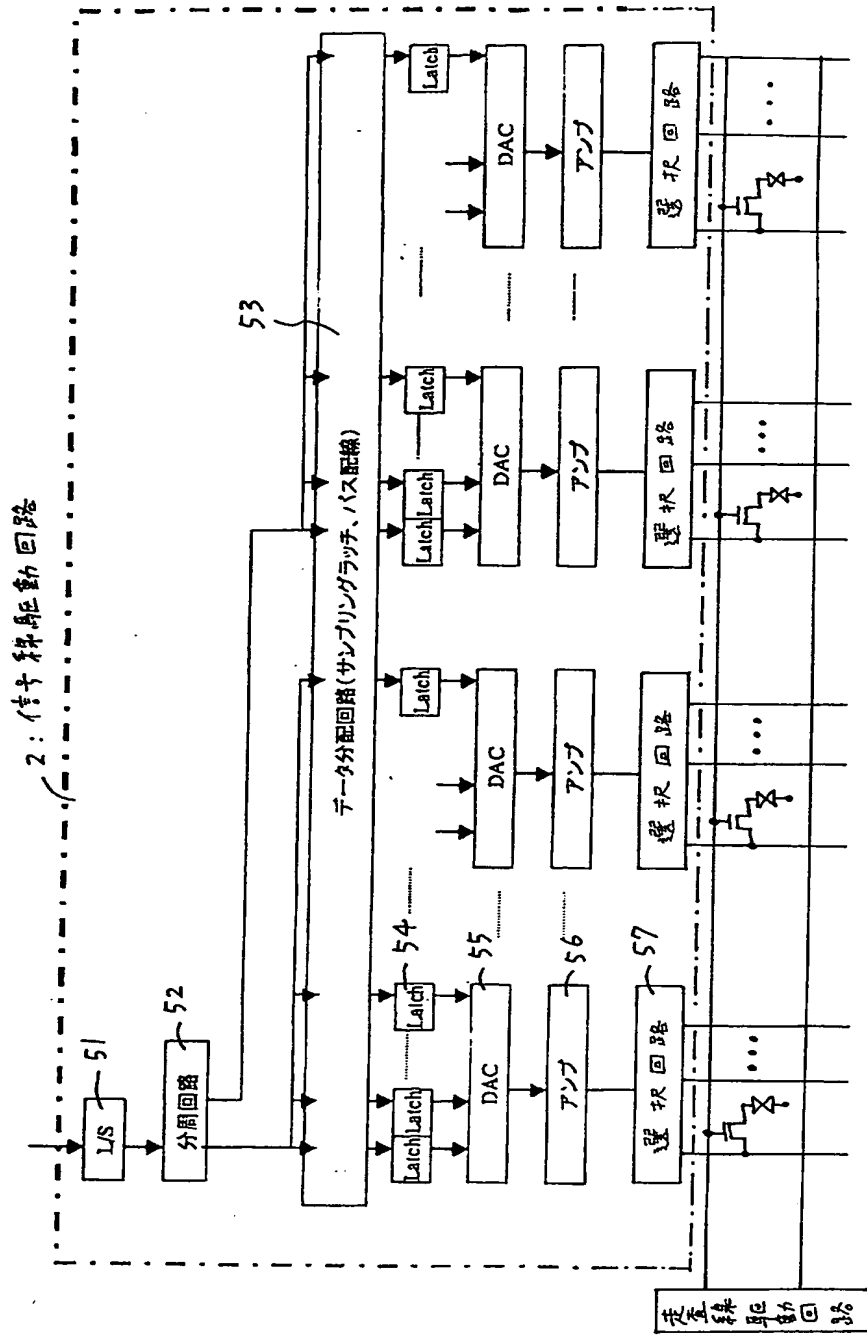 2:信号線駆動回路
L/S
51
分周回路
52
53
データ分配回路(サンプリングラッチ、バス配線)
Latch
Latch
Latch
54
Latch
Latch
Latch
Latch
Latch
DAC
55
DAC
DAC
DAC
アンプ
56
アンプ
アンプ
アンプ
選択回路
57
選択回路
選択回路
選択回路
走査線駆動回路